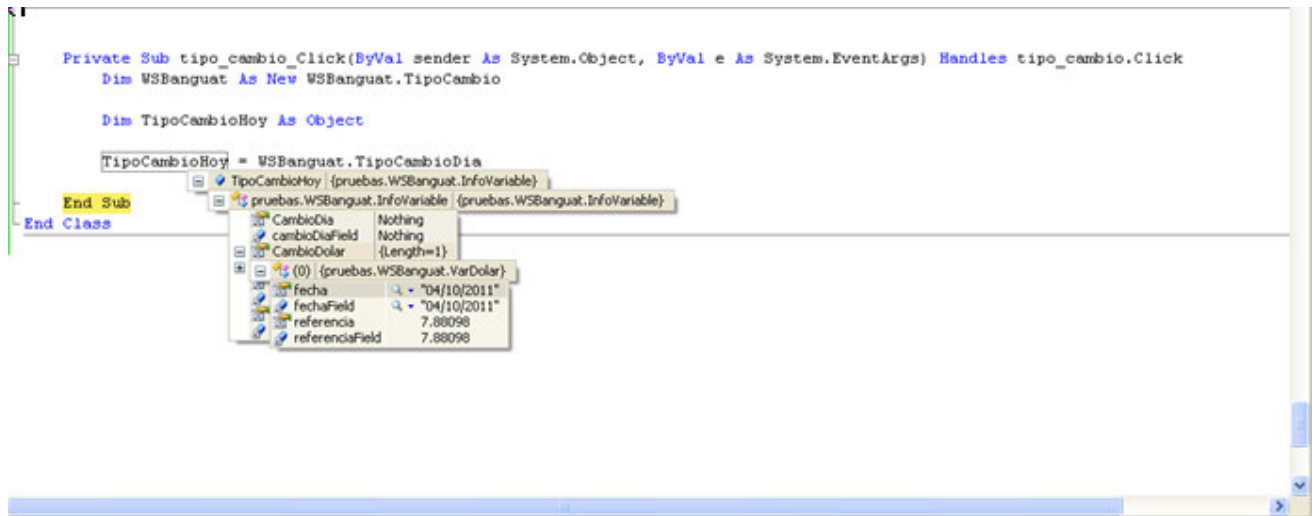 Private Sub tipo_cambio_Click(ByVal sender As System.Object, ByVal e As System.EventArgs) Handles tipo_cambio.Click
Dim WSBanguat As New WSBanguat.TipoCambio
Dim TipoCambioHoy As Object
TipoCambioHoy = WSBanguat.TipoCambioDia
TipoCambioHoy {pruebas.WSBanguat.InfoVariable}
End Sub
pruebas.WSBanguat.InfoVariable {pruebas.WSBanguat.InfoVariable}
End Class
CambioDia Nothing
cambioDiaField Nothing
CambioDolar {Length=1}
(0) {pruebas.WSBanguat.VarDolar}
fecha "04/10/2011"
fechaField "04/10/2011"
referencia 7.88098
referenciaField 7.88098